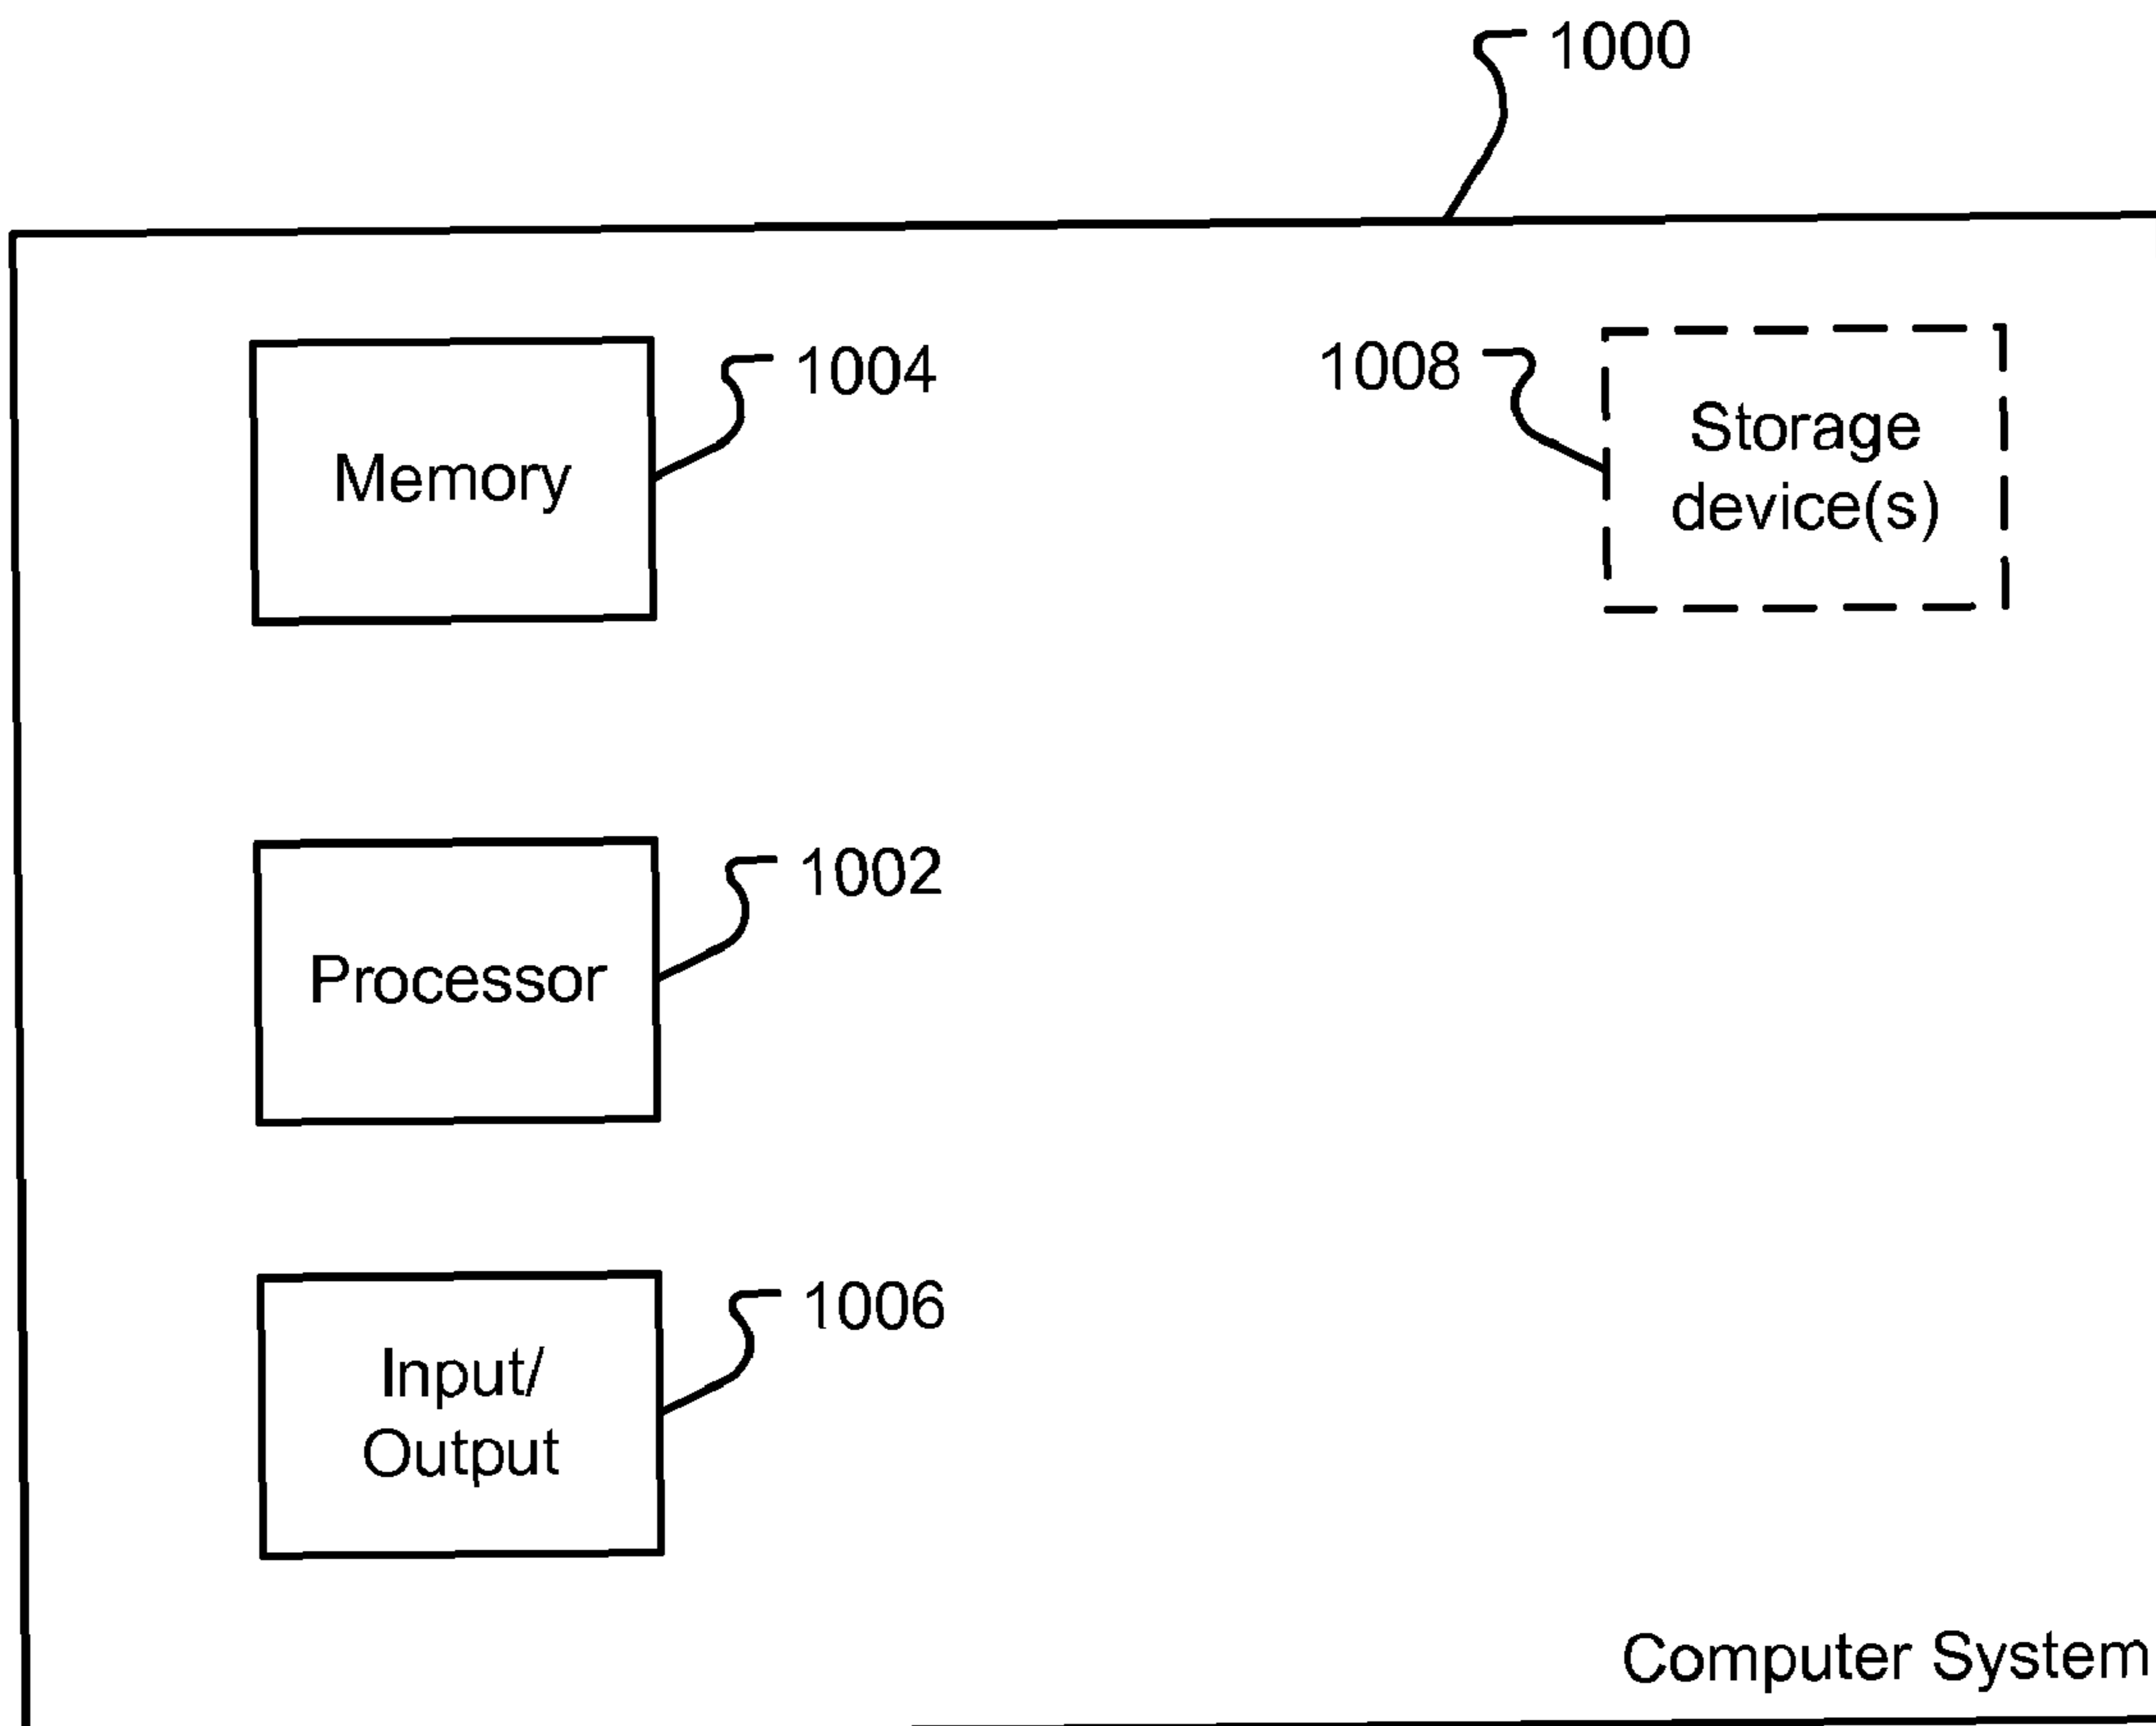 1000
1004
Memory
1008
Storage
device(s)
1002
Processor
1006
Input/
Output
Computer System